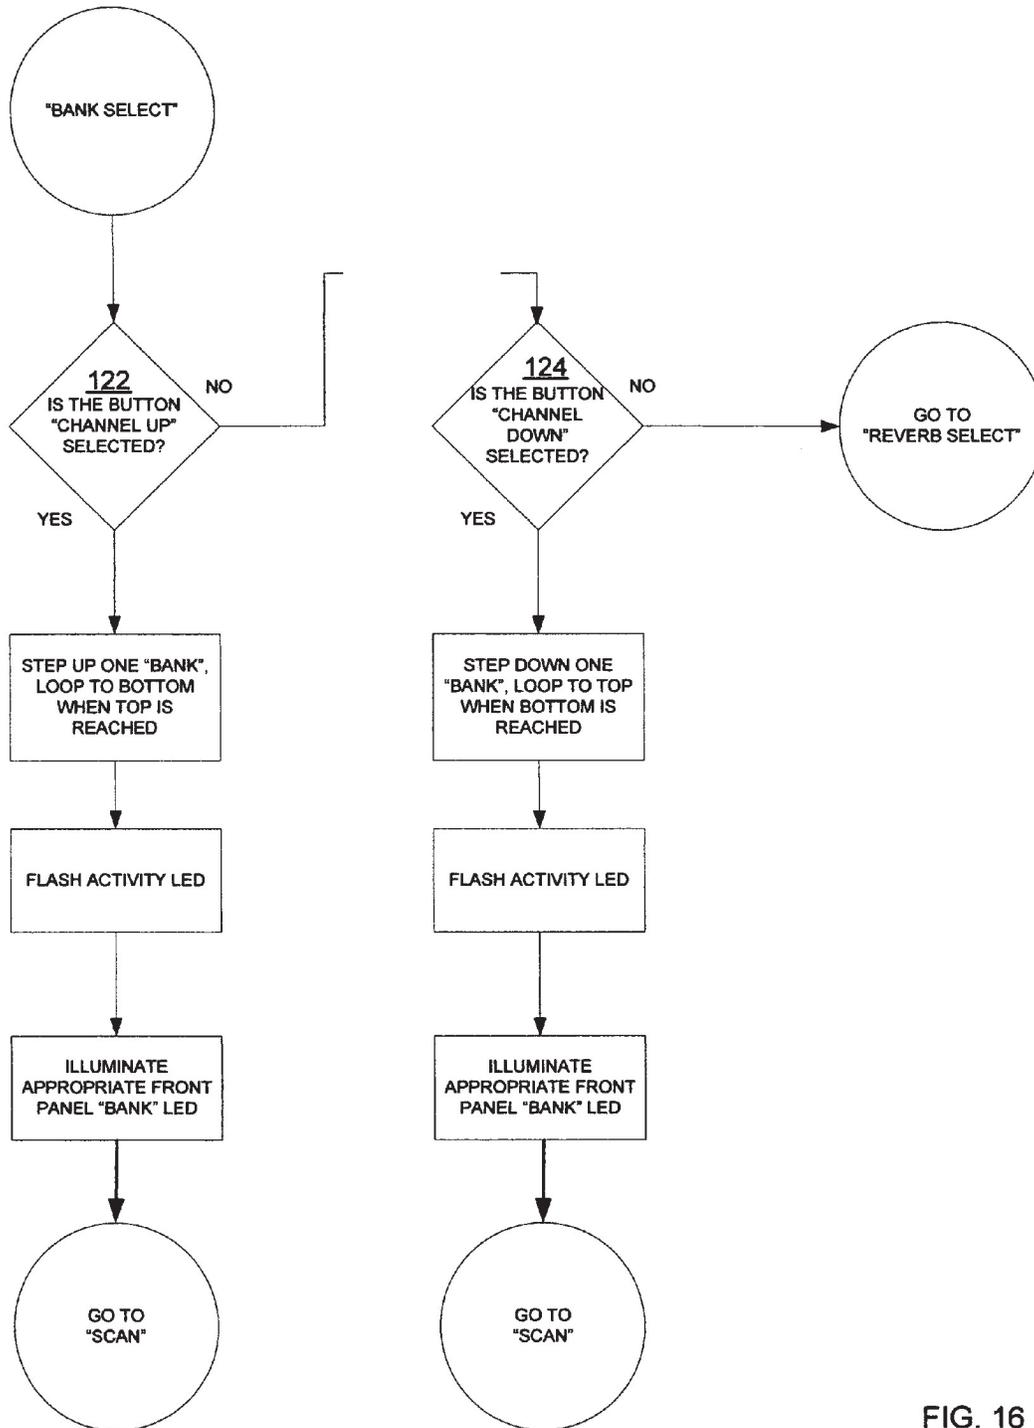 "BANK SELECT"
122
IS THE BUTTON
"CHANNEL UP"
SELECTED?
NO
YES
124
IS THE BUTTON
"CHANNEL
DOWN"
SELECTED?
NO
YES
GO TO
"REVERB SELECT"
STEP UP ONE "BANK",
LOOP TO BOTTOM
WHEN TOP IS
REACHED
STEP DOWN ONE
"BANK", LOOP TO TOP
WHEN BOTTOM IS
REACHED
FLASH ACTIVITY LED
FLASH ACTIVITY LED
ILLUMINATE
APPROPRIATE FRONT
PANEL "BANK" LED
ILLUMINATE
APPROPRIATE FRONT
PANEL "BANK" LED
GO TO
"SCAN"
GO TO
"SCAN"
FIG. 16